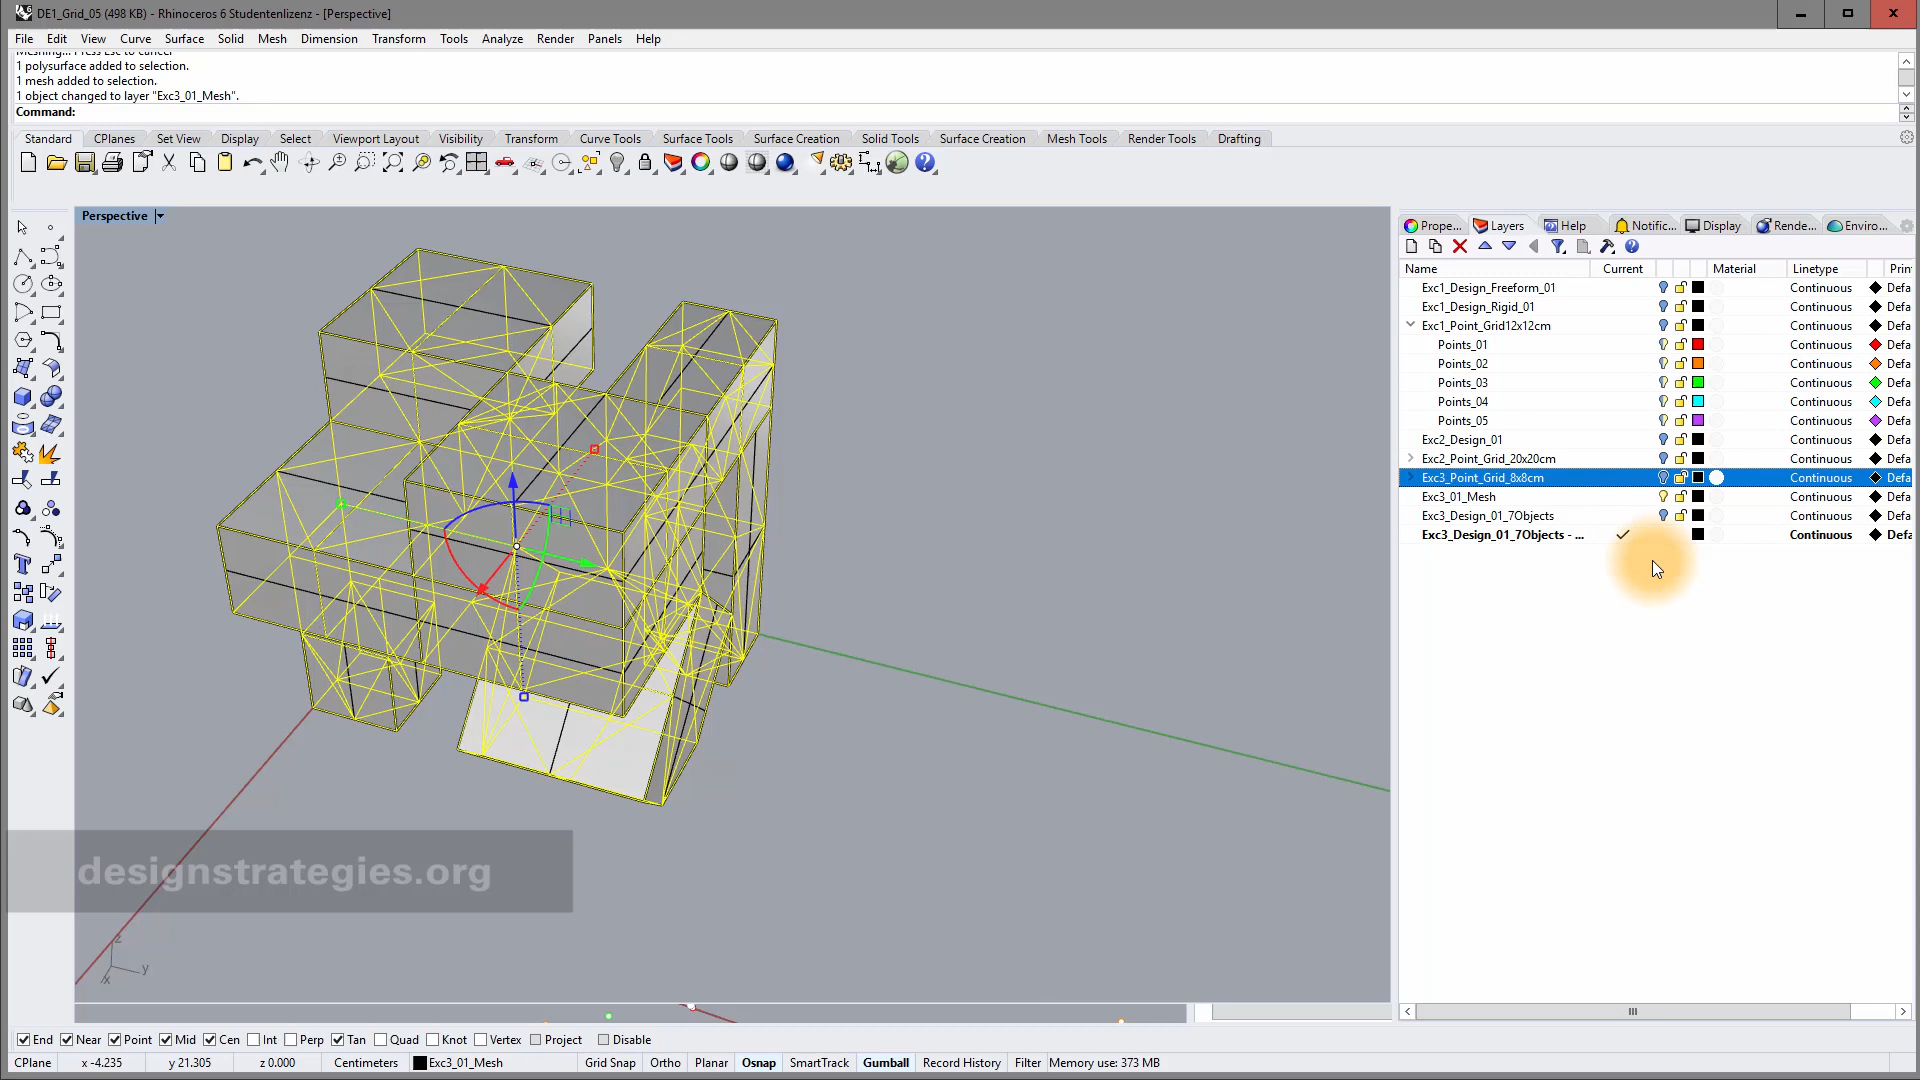 DE1_Grid_05 (498 KB) - Rhinoceros 6 Studentenlizenz - [Perspective]
File Edit View Curve Surface Solid Mesh Dimension Transform Tools Analyze Render Panels Help
Meshing... Press Esc to cancel
1 polysurface added to selection.
1 mesh added to selection.
1 object changed to layer "Exc3_01_Mesh".
Command:
Standard CPlanes Set View Display Select Viewport Layout Visibility Transform Curve Tools Surface Tools Surface Creation Solid Tools Surface Creation Mesh Tools Render Tools Drafting
Perspective
Prope... Layers Help Notific... Display Rende... Enviro...
Name Current Material Linetype Prin
Exc1_Design_Freeform_01 Continuous Defa
Exc1_Design_Rigid_01 Continuous Defa
Exc1_Point_Grid12x12cm Continuous Defa
Points_01 Continuous Defa
Points_02 Continuous Defa
Points_03 Continuous Defa
Points_04 Continuous Defa
Points_05 Continuous Defa
Exc2_Design_01 Continuous Defa
Exc2_Point_Grid_20x20cm Continuous Defa
Exc3_Point_Grid_8x8cm Continuous Defa
Exc3_01_Mesh Continuous Defa
Exc3_Design_01_7Objects Continuous Defa
Exc3_Design_01_7Objects - ... Continuous Defa
designstrategies.org
z
y
x
End Near Point Mid Cen Int Perp Tan Quad Knot Vertex Project Disable
CPlane x -4.235 y 21.305 z 0.000 Centimeters Exc3_01_Mesh Grid Snap Ortho Planar Osnap SmartTrack Gumball Record History Filter Memory use: 373 MB